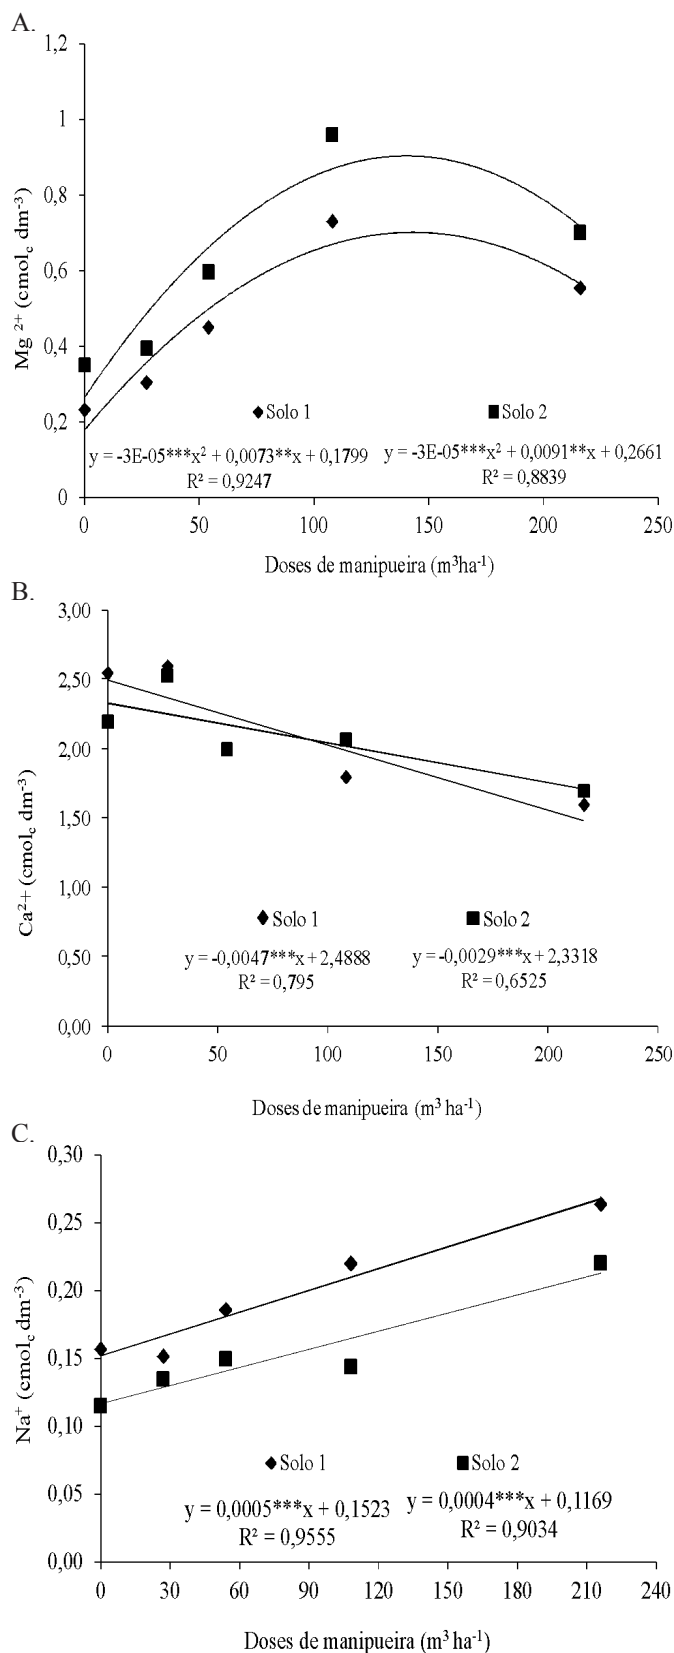 A.
1,2
1
0,8
0,6
0,4
0,2
0
Mg ²⁺ (cmol_c dm⁻³)
Solo 1
Solo 2
y = -3E-05***x² + 0,0073**x + 0,1799
R² = 0,9247
y = -3E-05***x² + 0,0091**x + 0,2661
R² = 0,8839
0 50 100 150 200 250
Doses de manipueira (m³ha⁻¹)
B.
3,00
2,50
2,00
1,50
1,00
0,50
0,00
Ca²⁺ (cmol_c dm⁻³)
Solo 1
Solo 2
y = -0,0047***x + 2,4888
R² = 0,795
y = -0,0029***x + 2,3318
R² = 0,6525
0 50 100 150 200 250
Doses de manipueira (m³ ha⁻¹)
C.
0,30
0,25
0,20
0,15
0,10
0,05
0,00
Na⁺ (cmol_c dm⁻³)
Solo 1
Solo 2
y = 0,0005***x + 0,1523
R² = 0,9555
y = 0,0004***x + 0,1169
R² = 0,9034
0 30 60 90 120 150 180 210 240
Doses de manipueira (m³ ha⁻¹)